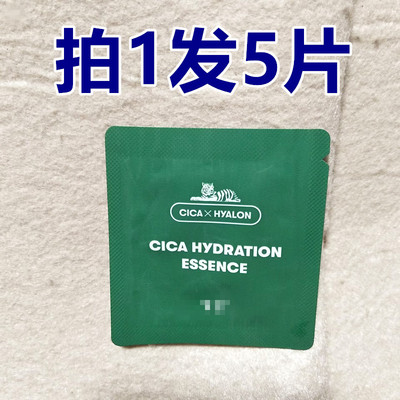 拍1发5片
CICA × HYALON
CICA HYDRATION
ESSENCE